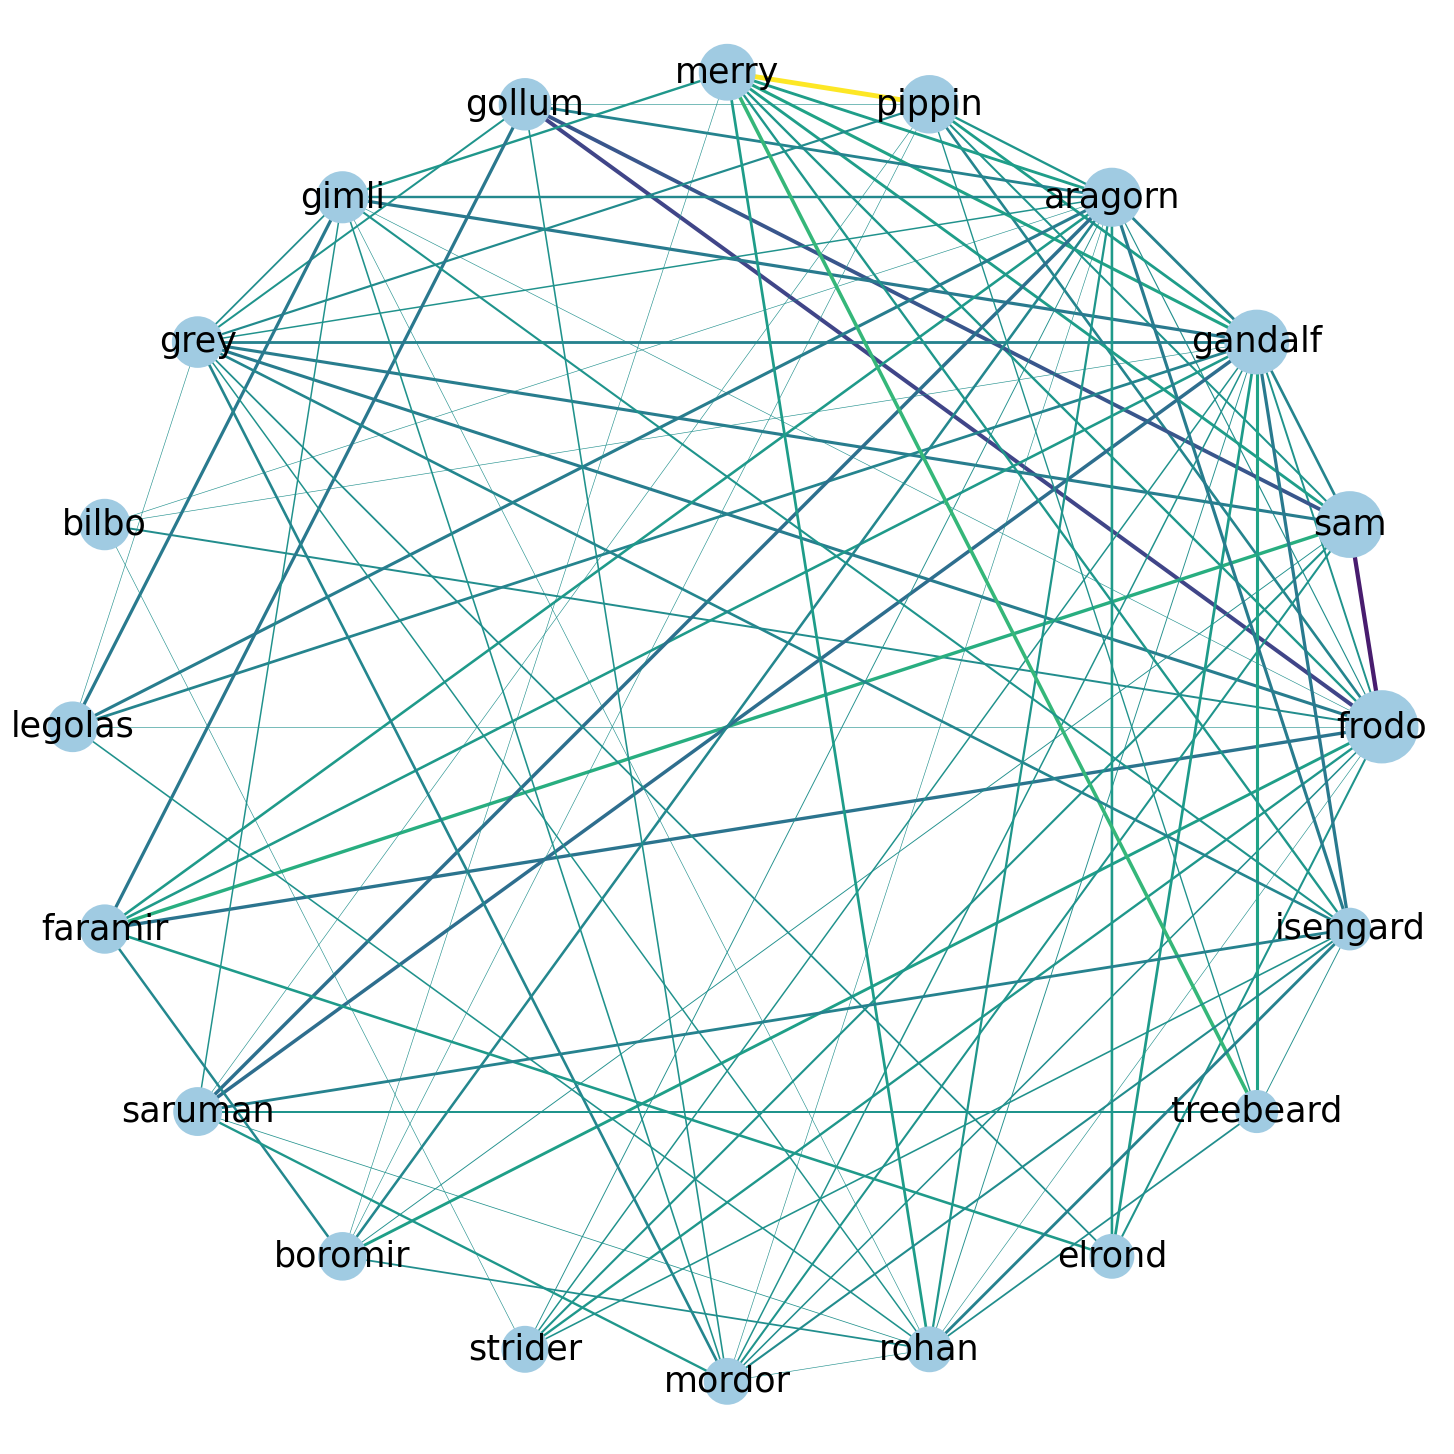 merry
pippin
gollum
aragorn
gimli
gandalf
grey
sam
bilbo
frodo
legolas
isengard
faramir
treebeard
saruman
elrond
boromir
rohan
strider
mordor